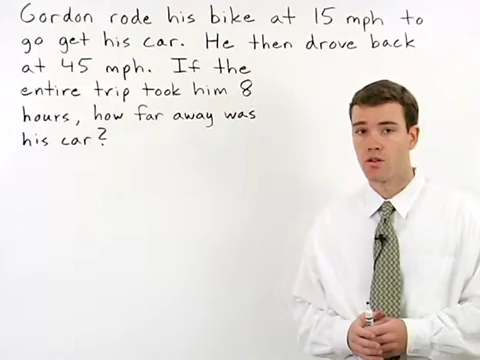 Gordon rode his bike at 15 mph to
go get his car. He then drove back
at 45 mph. If the
entire trip took him 8
hours, how far away was
his car?